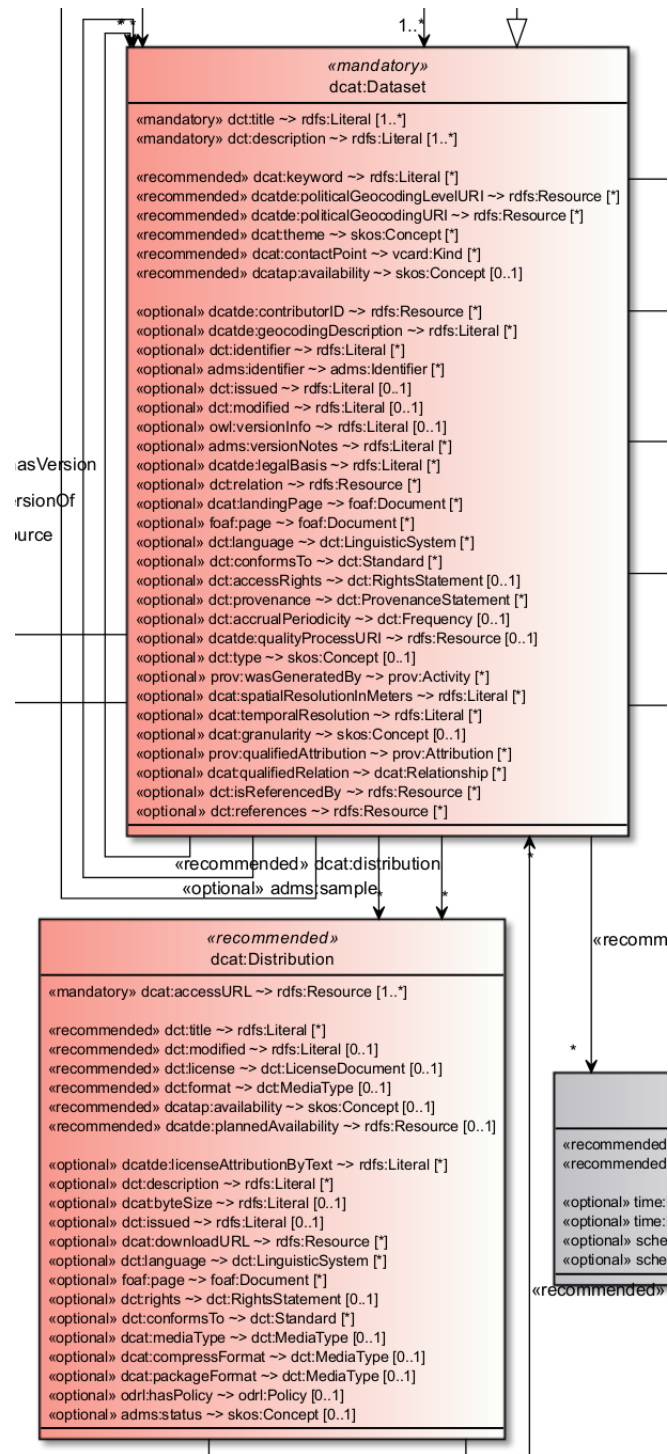 * *
1..*
«mandatory»
dcat:Dataset
«mandatory» dct:title ~> rdfs:Literal [1..*]
«mandatory» dct:description ~> rdfs:Literal [1..*]
«recommended» dcat:keyword ~> rdfs:Literal [*]
«recommended» dcatde:politicalGeocodingLevelURI ~> rdfs:Resource [*]
«recommended» dcatde:politicalGeocodingURI ~> rdfs:Resource [*]
«recommended» dcat:theme ~> skos:Concept [*]
«recommended» dcat:contactPoint ~> vcard:Kind [*]
«recommended» dcatap:availability ~> skos:Concept [0..1]
«optional» dcatde:contributorID ~> rdfs:Resource [*]
«optional» dcatde:geocodingDescription ~> rdfs:Literal [*]
«optional» dct:identifier ~> rdfs:Literal [*]
«optional» adms:identifier ~> adms:Identifier [*]
«optional» dct:issued ~> rdfs:Literal [0..1]
«optional» dct:modified ~> rdfs:Literal [0..1]
«optional» owl:versionInfo ~> rdfs:Literal [0..1]
«optional» adms:versionNotes ~> rdfs:Literal [*]
«optional» dcatde:legalBasis ~> rdfs:Literal [*]
«optional» dct:relation ~> rdfs:Resource [*]
«optional» dcat:landingPage ~> foaf:Document [*]
«optional» foaf:page ~> foaf:Document [*]
«optional» dct:language ~> dct:LinguisticSystem [*]
«optional» dct:conformsTo ~> dct:Standard [*]
«optional» dct:accessRights ~> dct:RightsStatement [0..1]
«optional» dct:provenance ~> dct:ProvenanceStatement [*]
«optional» dct:accrualPeriodicity ~> dct:Frequency [0..1]
«optional» dcatde:qualityProcessURI ~> rdfs:Resource [0..1]
«optional» dct:type ~> skos:Concept [0..1]
«optional» prov:wasGeneratedBy ~> prov:Activity [*]
«optional» dcat:spatialResolutionInMeters ~> rdfs:Literal [*]
«optional» dcat:temporalResolution ~> rdfs:Literal [*]
«optional» dcat:granularity ~> skos:Concept [0..1]
«optional» prov:qualifiedAttribution ~> prov:Attribution [*]
«optional» dcat:qualifiedRelation ~> dcat:Relationship [*]
«optional» dct:isReferencedBy ~> rdfs:Resource [*]
«optional» dct:references ~> rdfs:Resource [*]
asVersion
rsionOf
urce
«recommended» dcat:distribution
*
«optional» adms:sample
*
*
«recommended»
dcat:Distribution
«mandatory» dcat:accessURL ~> rdfs:Resource [1..*]
«recommended» dct:title ~> rdfs:Literal [*]
«recommended» dct:modified ~> rdfs:Literal [0..1]
«recommended» dct:license ~> dct:LicenseDocument [0..1]
«recommended» dct:format ~> dct:MediaType [0..1]
«recommended» dcatap:availability ~> skos:Concept [0..1]
«recommended» dcatde:plannedAvailability ~> rdfs:Resource [0..1]
«optional» dcatde:licenseAttributionByText ~> rdfs:Literal [*]
«optional» dct:description ~> rdfs:Literal [*]
«optional» dcat:byteSize ~> rdfs:Literal [0..1]
«optional» dct:issued ~> rdfs:Literal [0..1]
«optional» dcat:downloadURL ~> rdfs:Resource [*]
«optional» dct:language ~> dct:LinguisticSystem [*]
«optional» foaf:page ~> foaf:Document [*]
«optional» dct:rights ~> dct:RightsStatement [0..1]
«optional» dct:conformsTo ~> dct:Standard [*]
«optional» dcat:mediaType ~> dct:MediaType [0..1]
«optional» dcat:compressFormat ~> dct:MediaType [0..1]
«optional» dcat:packageFormat ~> dct:MediaType [0..1]
«optional» odrl:hasPolicy ~> odrl:Policy [0..1]
«optional» adms:status ~> skos:Concept [0..1]
«recomm
*
«recommended
«recommended
«optional» time:
«optional» time:
«optional» sche
«optional» sche
«recommended»